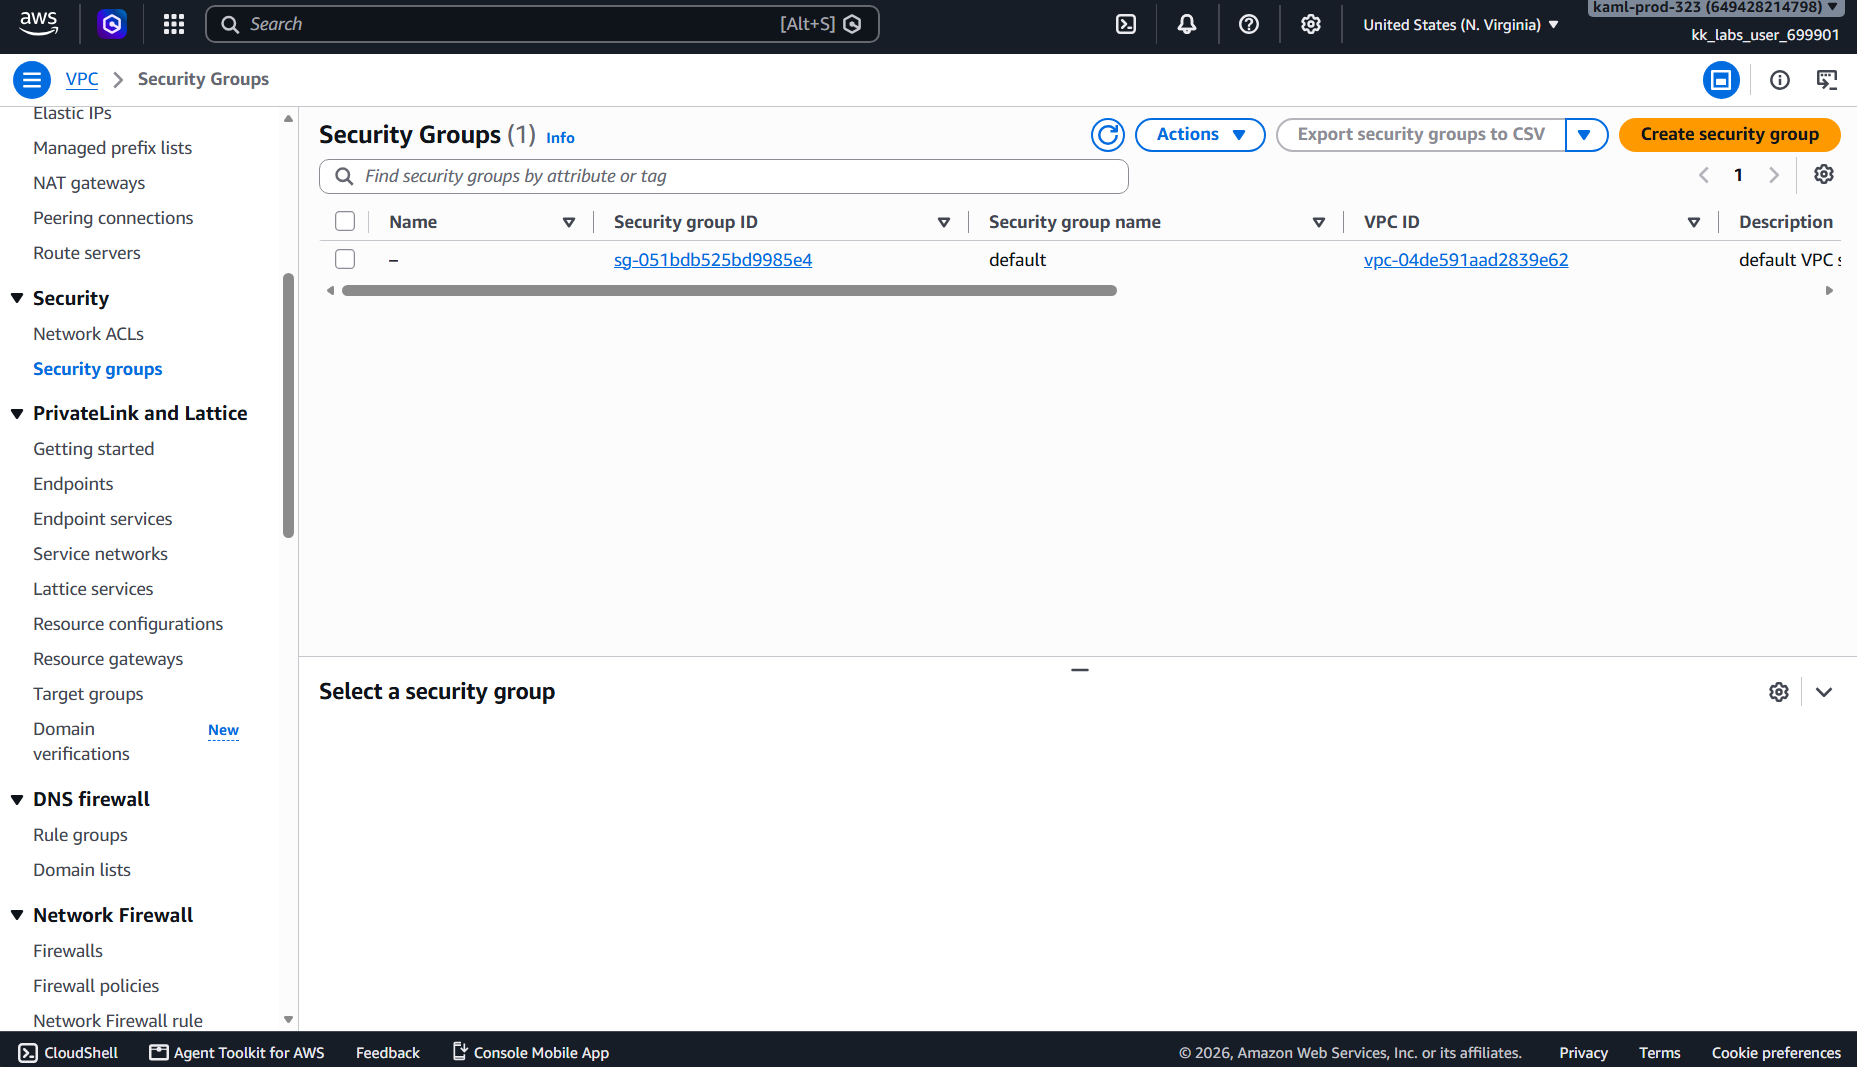 aws
Search [Alt+S]
United States (N. Virginia)
kaml-prod-323 (649428214798)
kk_labs_user_699901
VPC Security Groups
Elastic IPs
Managed prefix lists
NAT gateways
Peering connections
Route servers
Security
Network ACLs
Security groups
PrivateLink and Lattice
Getting started
Endpoints
Endpoint services
Service networks
Lattice services
Resource configurations
Resource gateways
Target groups
Domain verifications New
DNS firewall
Rule groups
Domain lists
Network Firewall
Firewalls
Firewall policies
Network Firewall rule
Security Groups (1) Info
Actions
Export security groups to CSV
Create security group
Find security groups by attribute or tag
1
Name Security group ID Security group name VPC ID Description
– sg-051bdb525bd9985e4 default vpc-04de591aad2839e62 default VPC s
Select a security group
CloudShell Agent Toolkit for AWS Feedback Console Mobile App © 2026, Amazon Web Services, Inc. or its affiliates. Privacy Terms Cookie preferences